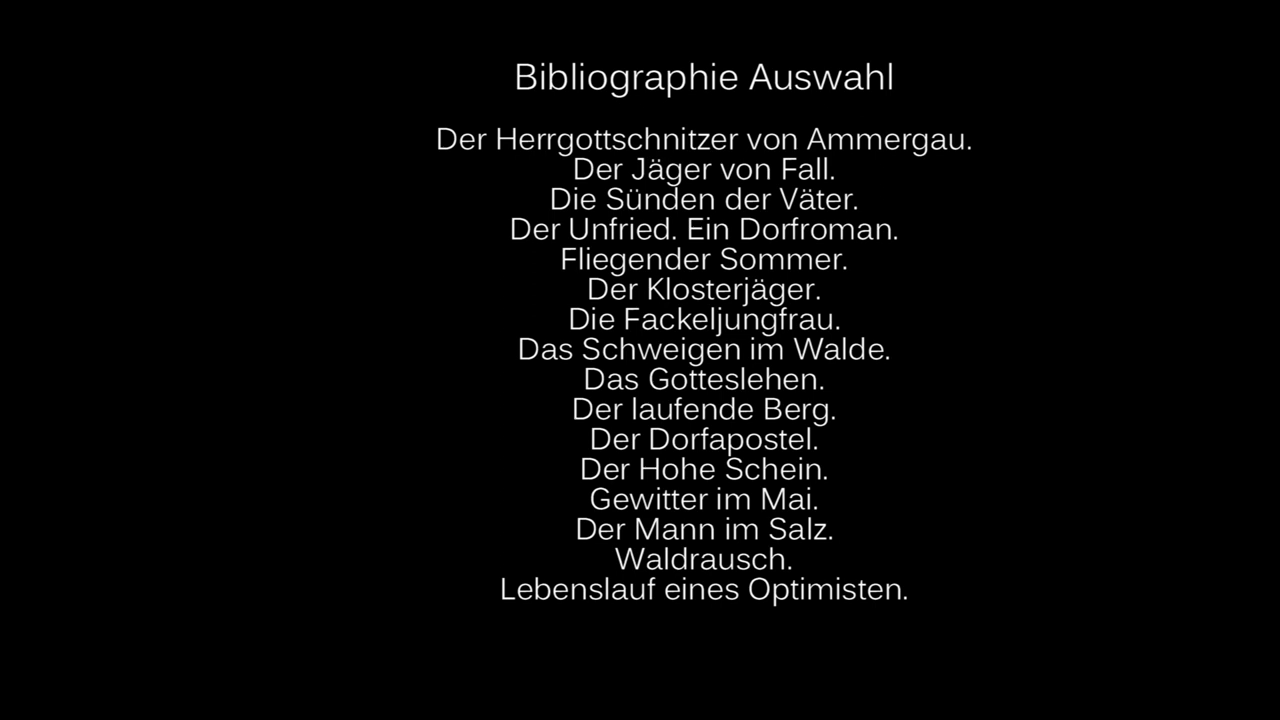 Bibliographie Auswahl
Der Herrgottschnitzer von Ammergau.
Der Jäger von Fall.
Die Sünden der Väter.
Der Unfried. Ein Dorfroman.
Fliegender Sommer.
Der Klosterjäger.
Die Fackeljungfrau.
Das Schweigen im Walde.
Das Gotteslehen.
Der laufende Berg.
Der Dorfapostel.
Der Hohe Schein.
Gewitter im Mai.
Der Mann im Salz.
Waldrausch.
Lebenslauf eines Optimisten.